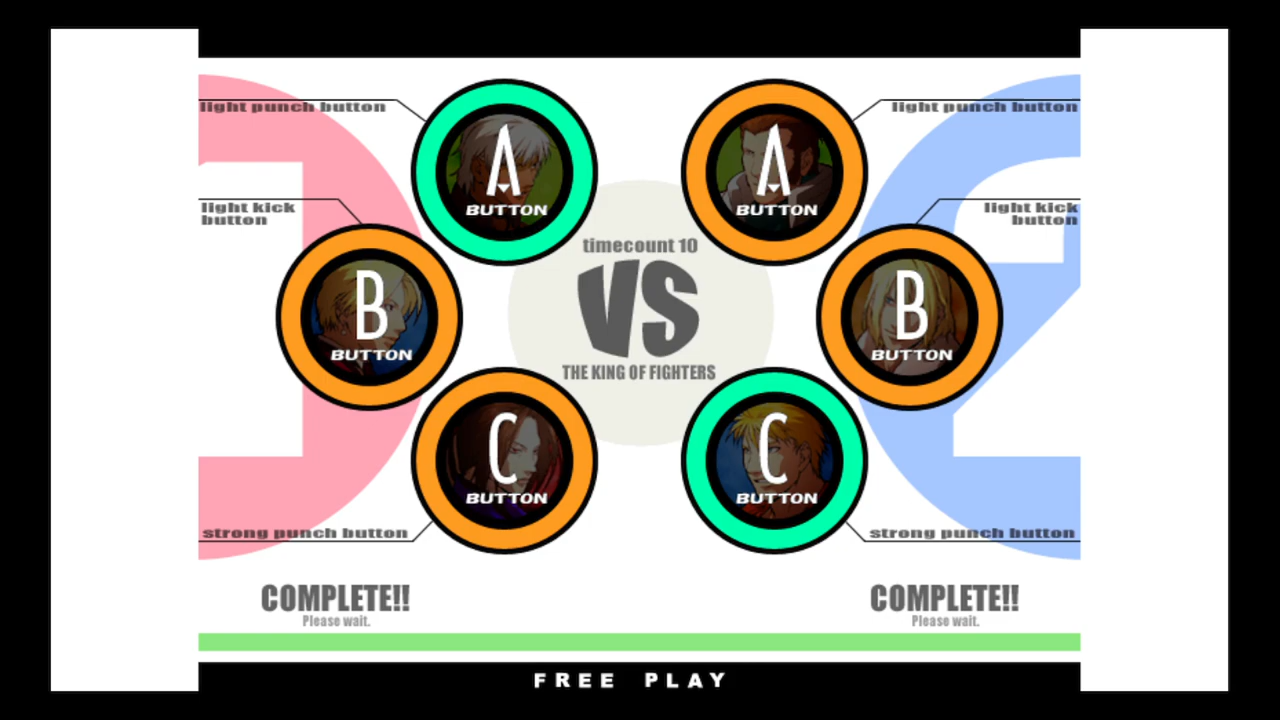 light punch button
A
BUTTON
A
BUTTON
light punch button
light kick
button
B
BUTTON
timecount 10
VS
THE KING OF FIGHTERS
B
BUTTON
light kick
button
C
BUTTON
C
BUTTON
strong punch button
strong punch button
1
2
COMPLETE!!
Please wait.
COMPLETE!!
Please wait.
FREE PLAY